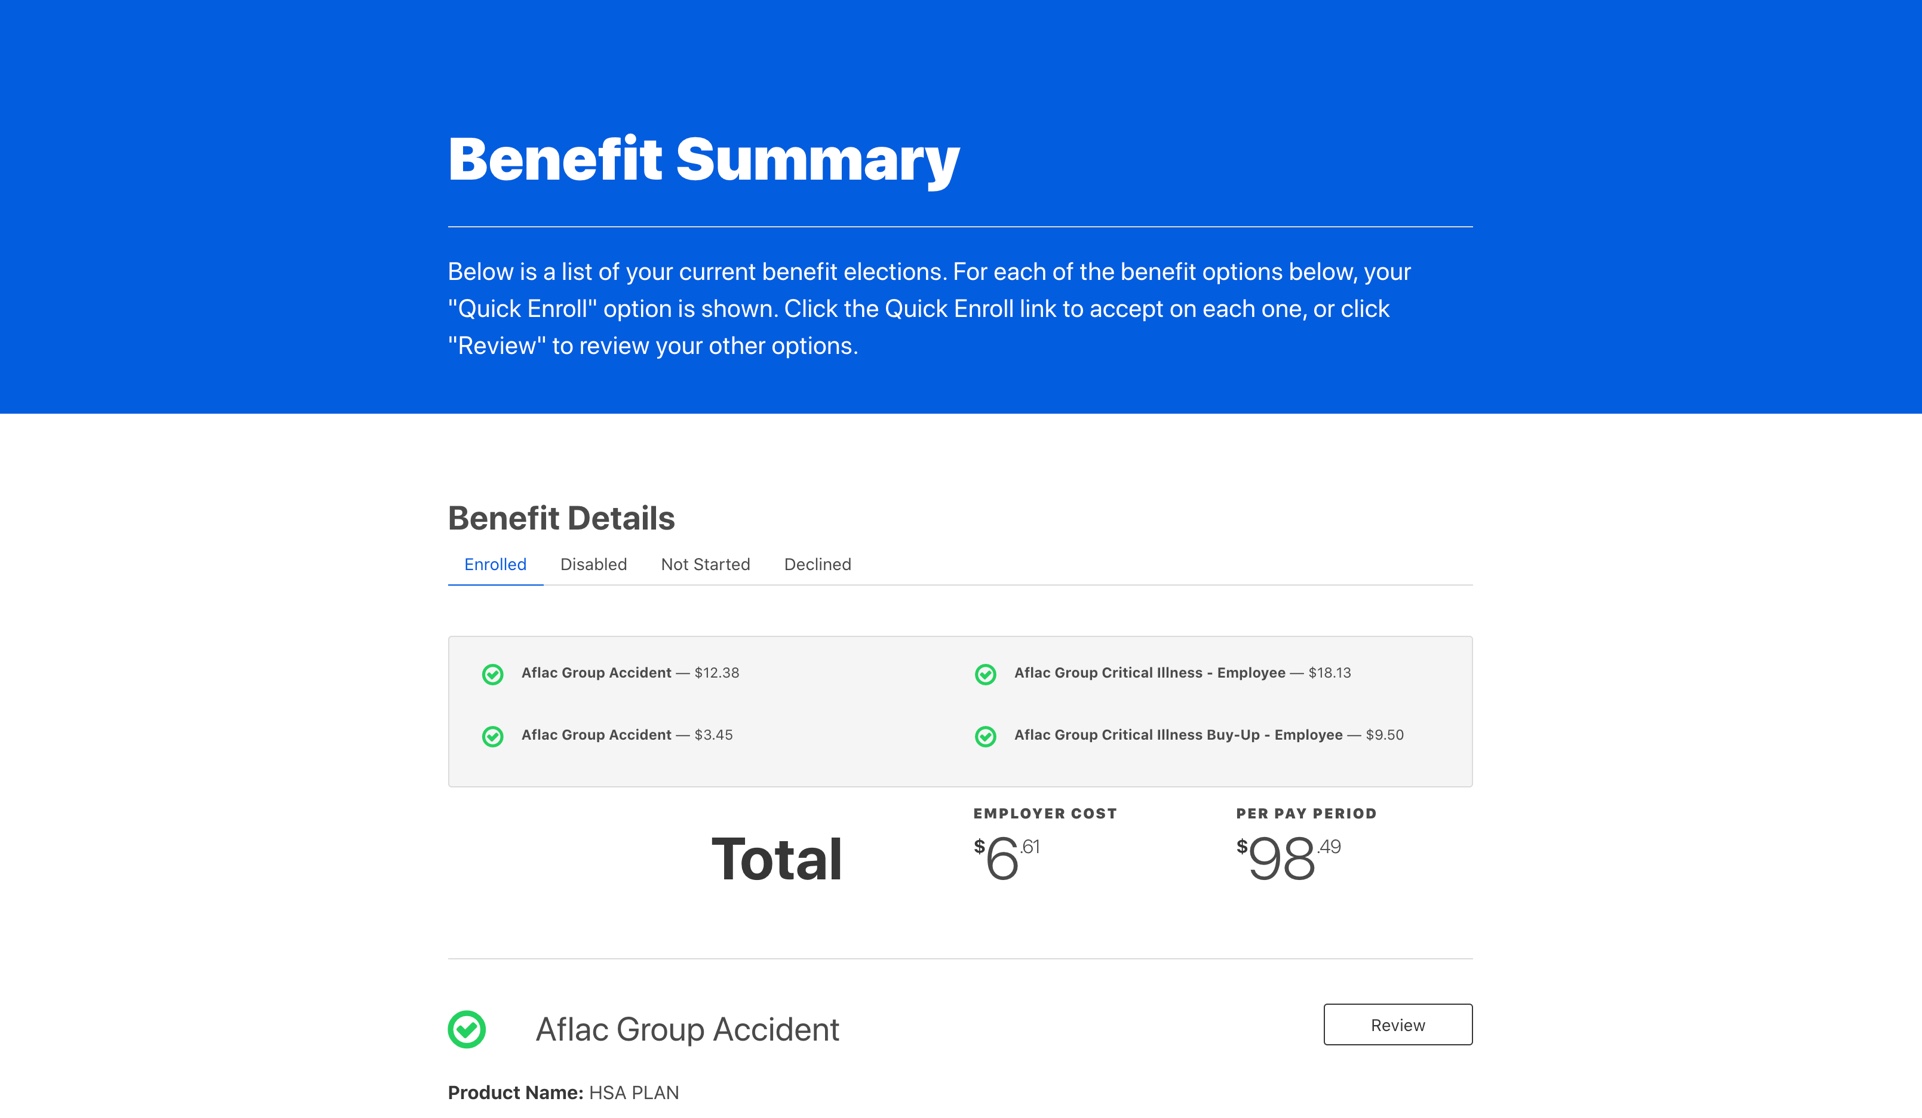 Benefit Summary
Below is a list of your current benefit elections. For each of the benefit options below, your
"Quick Enroll" option is shown. Click the Quick Enroll link to accept on each one, or click
"Review" to review your other options.
Benefit Details
Enrolled Disabled Not Started Declined
Aflac Group Accident — $12.38
Aflac Group Critical Illness - Employee — $18.13
Aflac Group Accident — $3.45
Aflac Group Critical Illness Buy-Up - Employee — $9.50
EMPLOYER COST PER PAY PERIOD
Total $6.61 $98.49
Aflac Group Accident
Review
Product Name: HSA PLAN